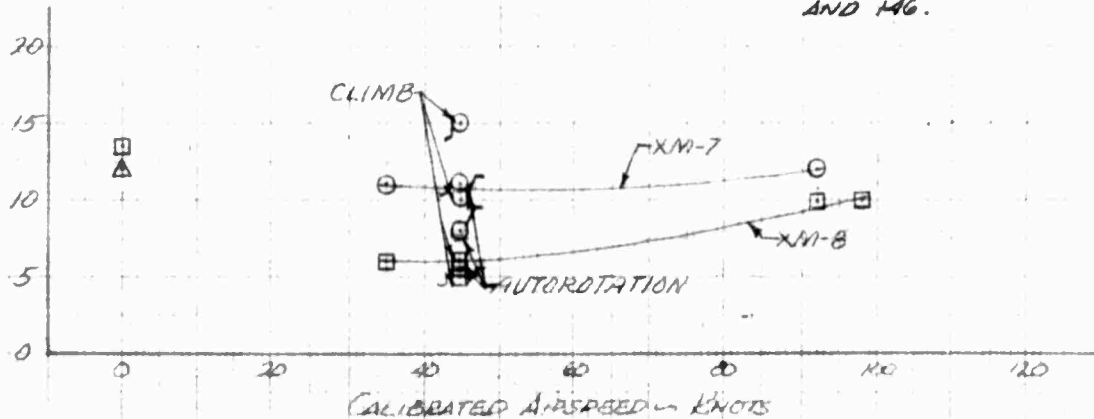 AND 146.
20
CLIMB
15
XM-7
10
XM-8
5
AUTOROTATION
0
0 20 40 60 80 100 120
CALIBRATED AIRSPEED ~ KNOTS